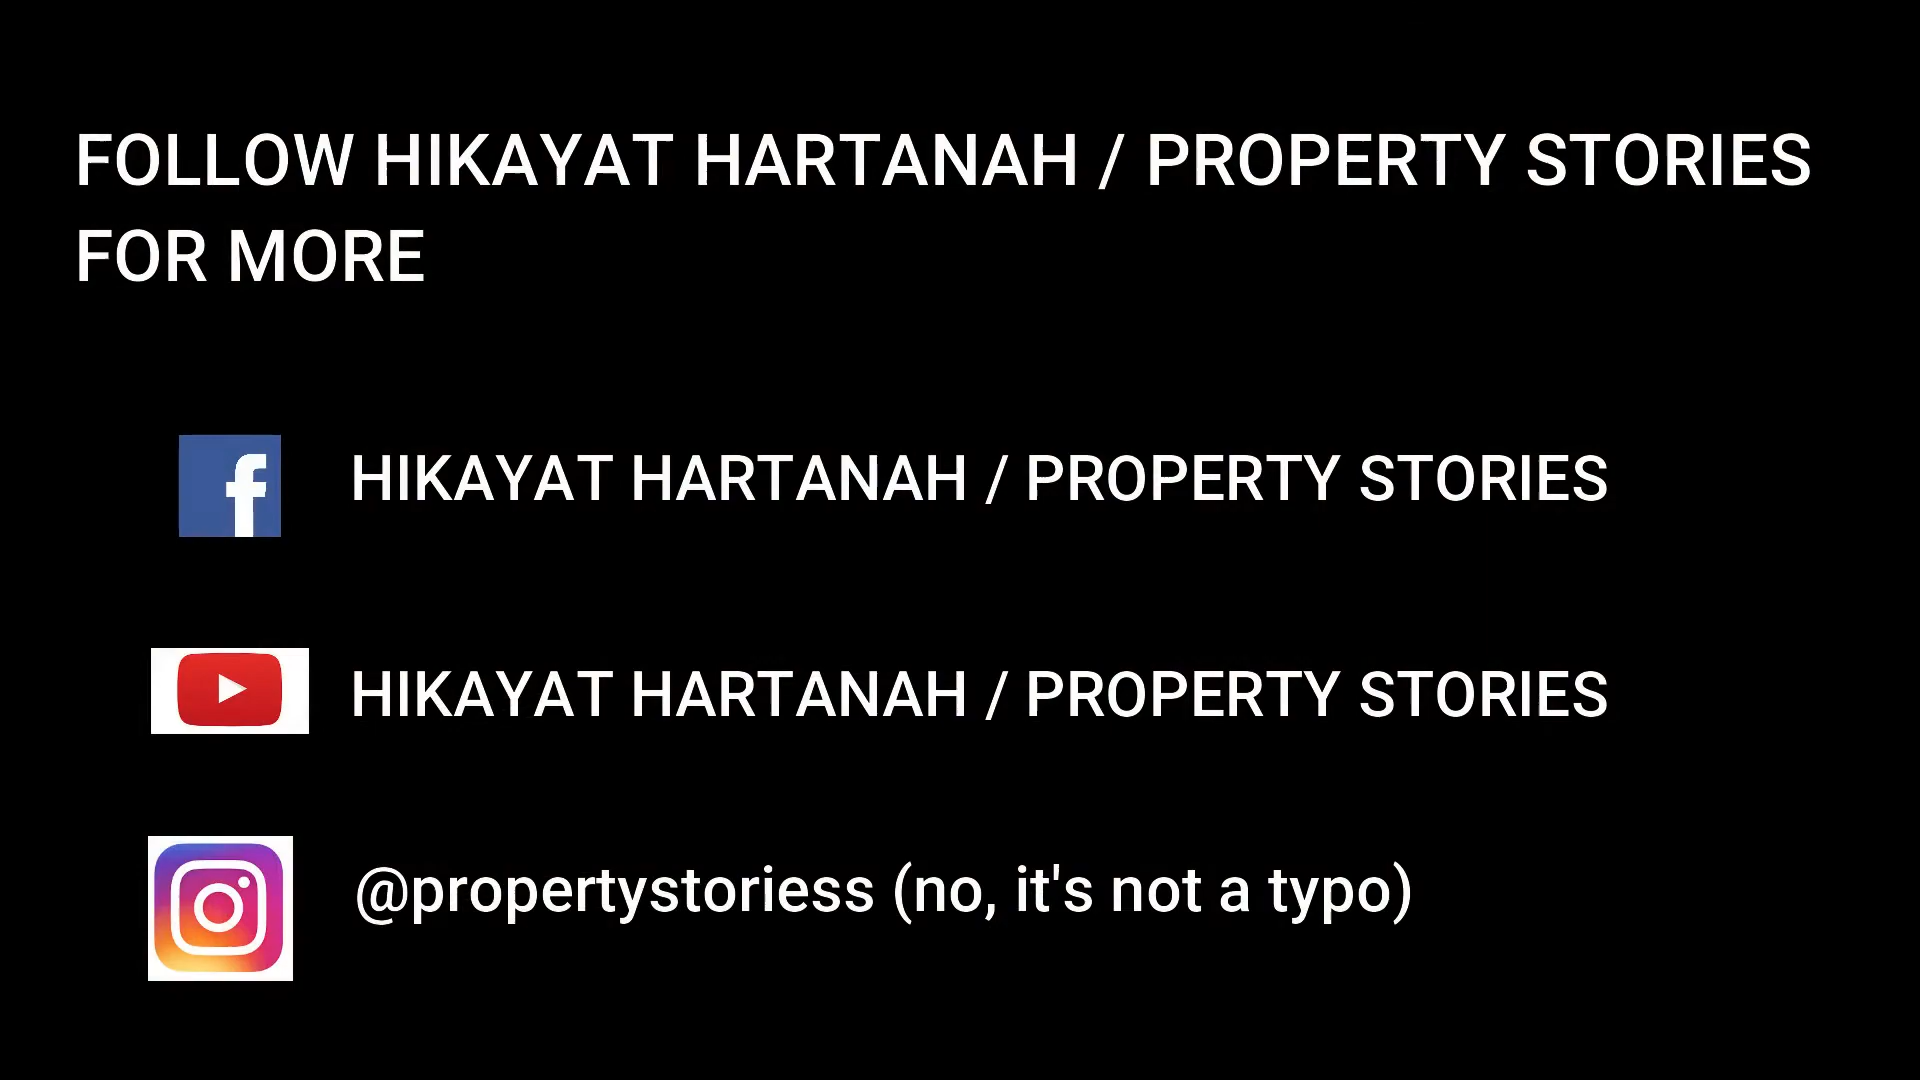 FOLLOW HIKAYAT HARTANAH / PROPERTY STORIES
FOR MORE
HIKAYAT HARTANAH / PROPERTY STORIES
HIKAYAT HARTANAH / PROPERTY STORIES
@propertystoriess (no, it's not a typo)